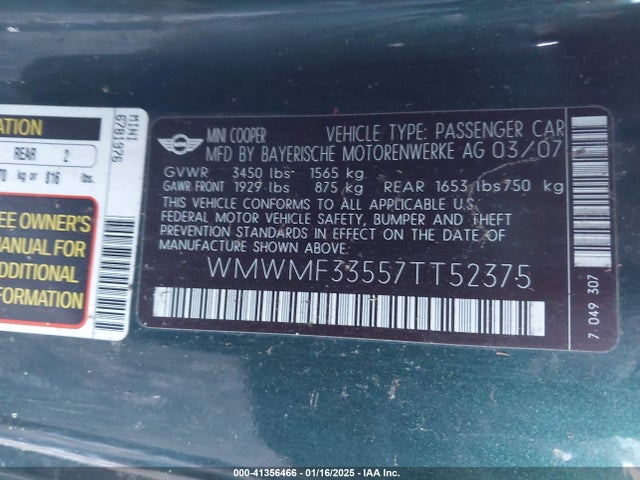 MINI 6781976
ATION
REAR 2
70 kg or 816 lbs.
EE OWNER'S
MANUAL FOR
ADDITIONAL
FORMATION
MINI COOPER VEHICLE TYPE: PASSENGER CAR
MFD BY BAYERISCHE MOTORENWERKE AG 03/07
GVWR 3450 lbs 1565 kg
GAWR FRONT 1929 lbs 875 kg REAR 1653 lbs 750 kg
THIS VEHICLE CONFORMS TO ALL APPLICABLE U.S.
FEDERAL MOTOR VEHICLE SAFETY, BUMPER AND THEFT
PREVENTION STANDARDS IN EFFECT ON THE DATE OF
MANUFACTURE SHOWN ABOVE.
WMWMF33557TT52375
7 049 307
000-41356466 - 01/16/2025 - IAA Inc.